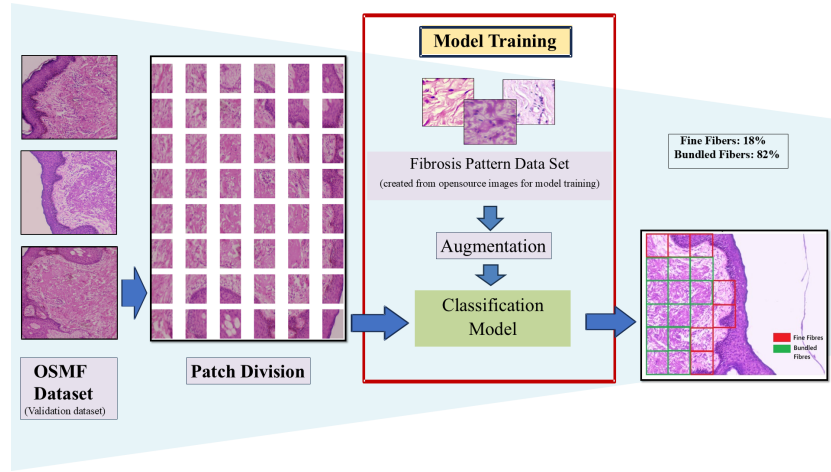 Model Training
Fibrosis Pattern Data Set
(created from opensource images for model training)
Augmentation
Classification
Model
OSMF
Dataset
(Validation dataset)
Patch Division
Fine Fibers: 18%
Bundled Fibers: 82%
Fine Fibres
Bundled
Fibres